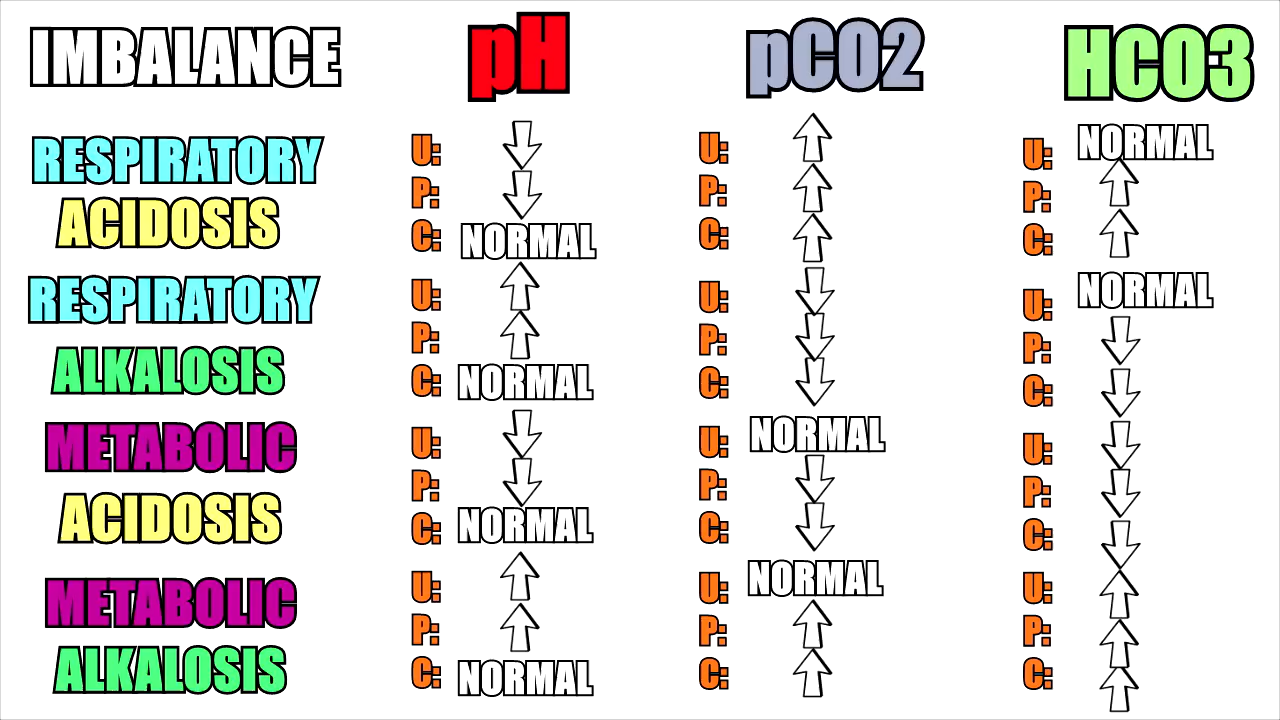 IMBALANCE pH pCO2 HCO3
RESPIRATORY
ACIDOSIS
U: ↓ U: ↑ U: NORMAL
P: ↓ P: ↑ P: ↑
C: NORMAL C: ↑ C: ↑
RESPIRATORY
ALKALOSIS
U: ↑ U: ↓ U: NORMAL
P: ↑ P: ↓ P: ↓
C: NORMAL C: ↓ C: ↓
METABOLIC
ACIDOSIS
U: ↓ U: NORMAL U: ↓
P: ↓ P: ↓ P: ↓
C: NORMAL C: ↓ C: ↓
METABOLIC
ALKALOSIS
U: ↑ U: NORMAL U: ↑
P: ↑ P: ↑ P: ↑
C: NORMAL C: ↑ C: ↑